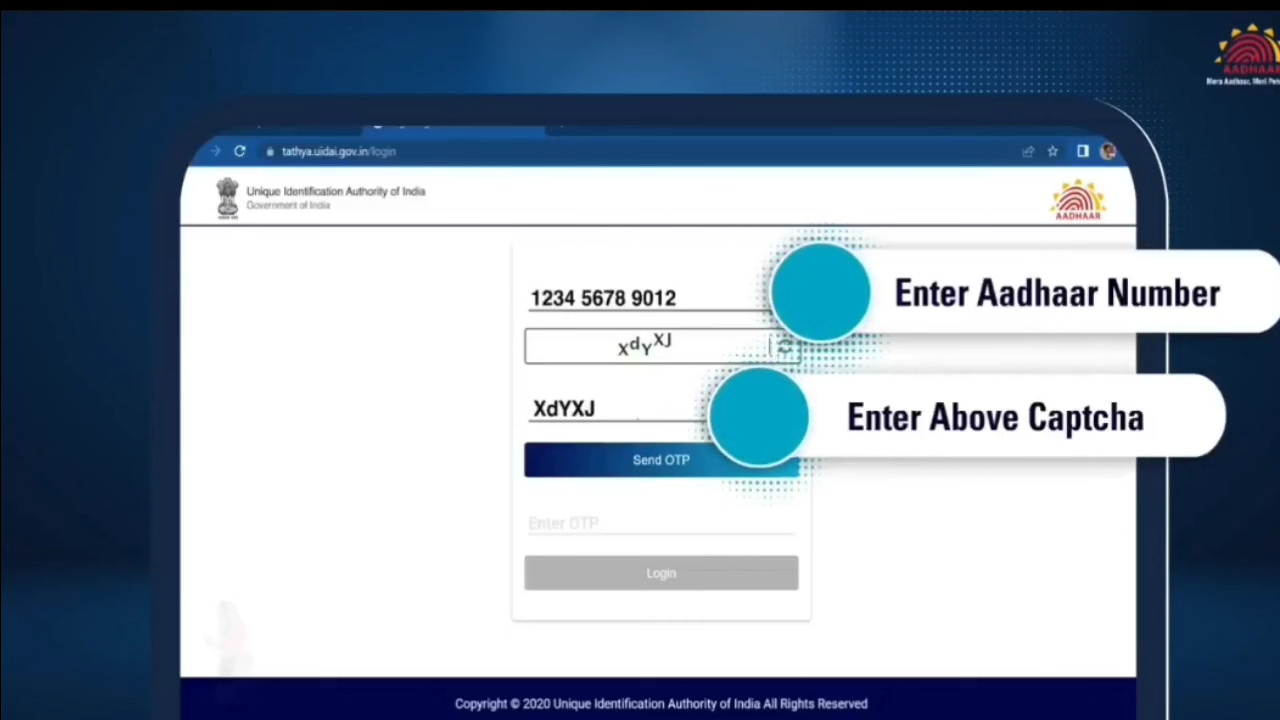 AADHAAR
tathya.uidai.gov.in/login
Unique Identification Authority of India
Government of India
AADHAAR
1234 5678 9012
Enter Aadhaar Number
XdYXJ
XdYXJ
Enter Above Captcha
Send OTP
Enter OTP
Login
Copyright © 2020 Unique Identification Authority of India All Rights Reserved